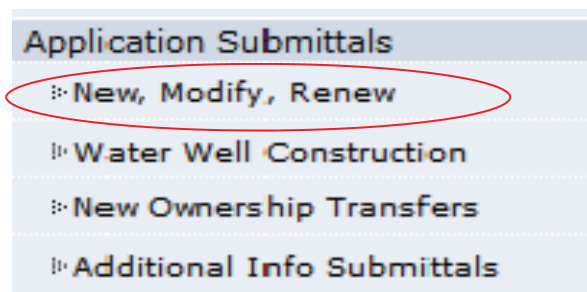 Application Submittals
New, Modify, Renew
Water Well Construction
New Ownership Transfers
Additional Info Submittals